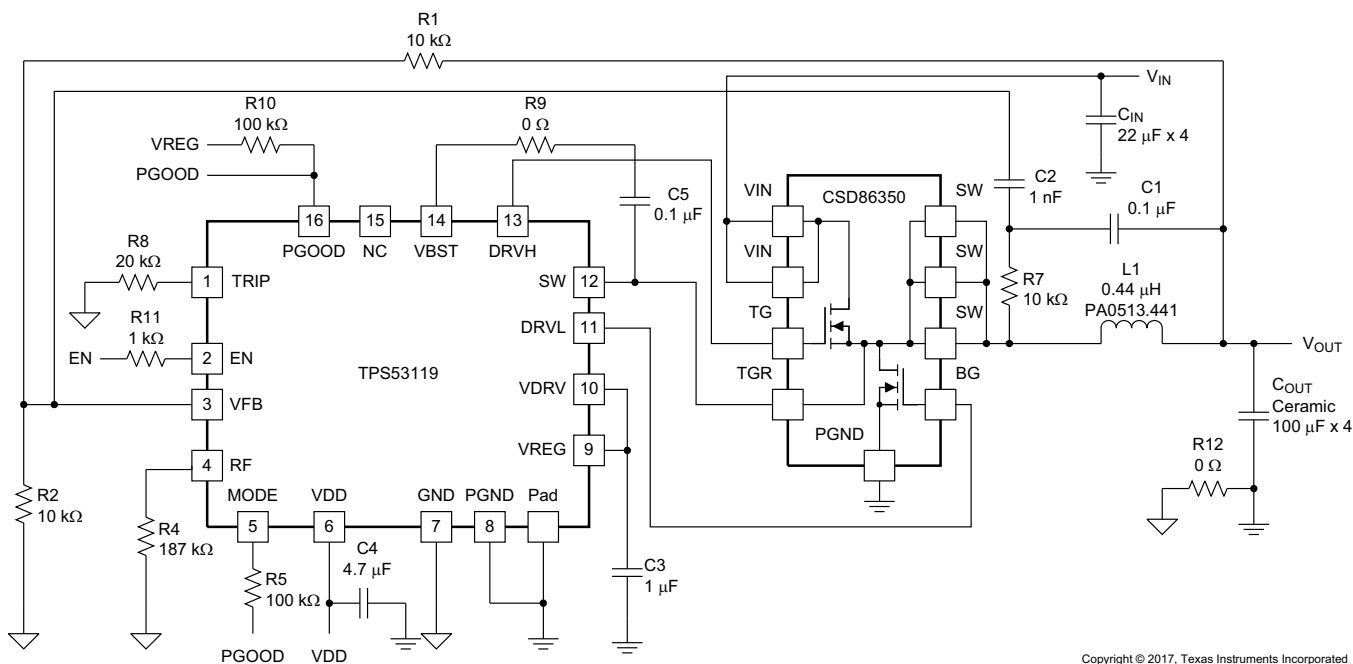 R1
10 kΩ
VIN
R10
100 kΩ
R9
0 Ω
CIN
22 µF x 4
VREG
PGOOD
C5
0.1 µF
VIN
CSD86350
SW
C2
1 nF
C1
0.1 µF
16
15
14
13
PGOOD
NC
VBST
DRVH
VIN
SW
R8
20 kΩ
1
TRIP
SW
12
TG
SW
R7
10 kΩ
L1
0.44 µH
PA0513.441
R11
1 kΩ
EN
2
EN
DRVL
11
TGR
BG
VOUT
TPS53119
3
VFB
VDRV
10
PGND
COUT
Ceramic
100 µF x 4
VREG
9
4
RF
R12
0 Ω
R2
10 kΩ
MODE
VDD
GND
PGND
Pad
5
6
7
8
R4
187 kΩ
C4
4.7 µF
R5
100 kΩ
C3
1 µF
PGOOD
VDD
Copyright © 2017, Texas Instruments Incorporated